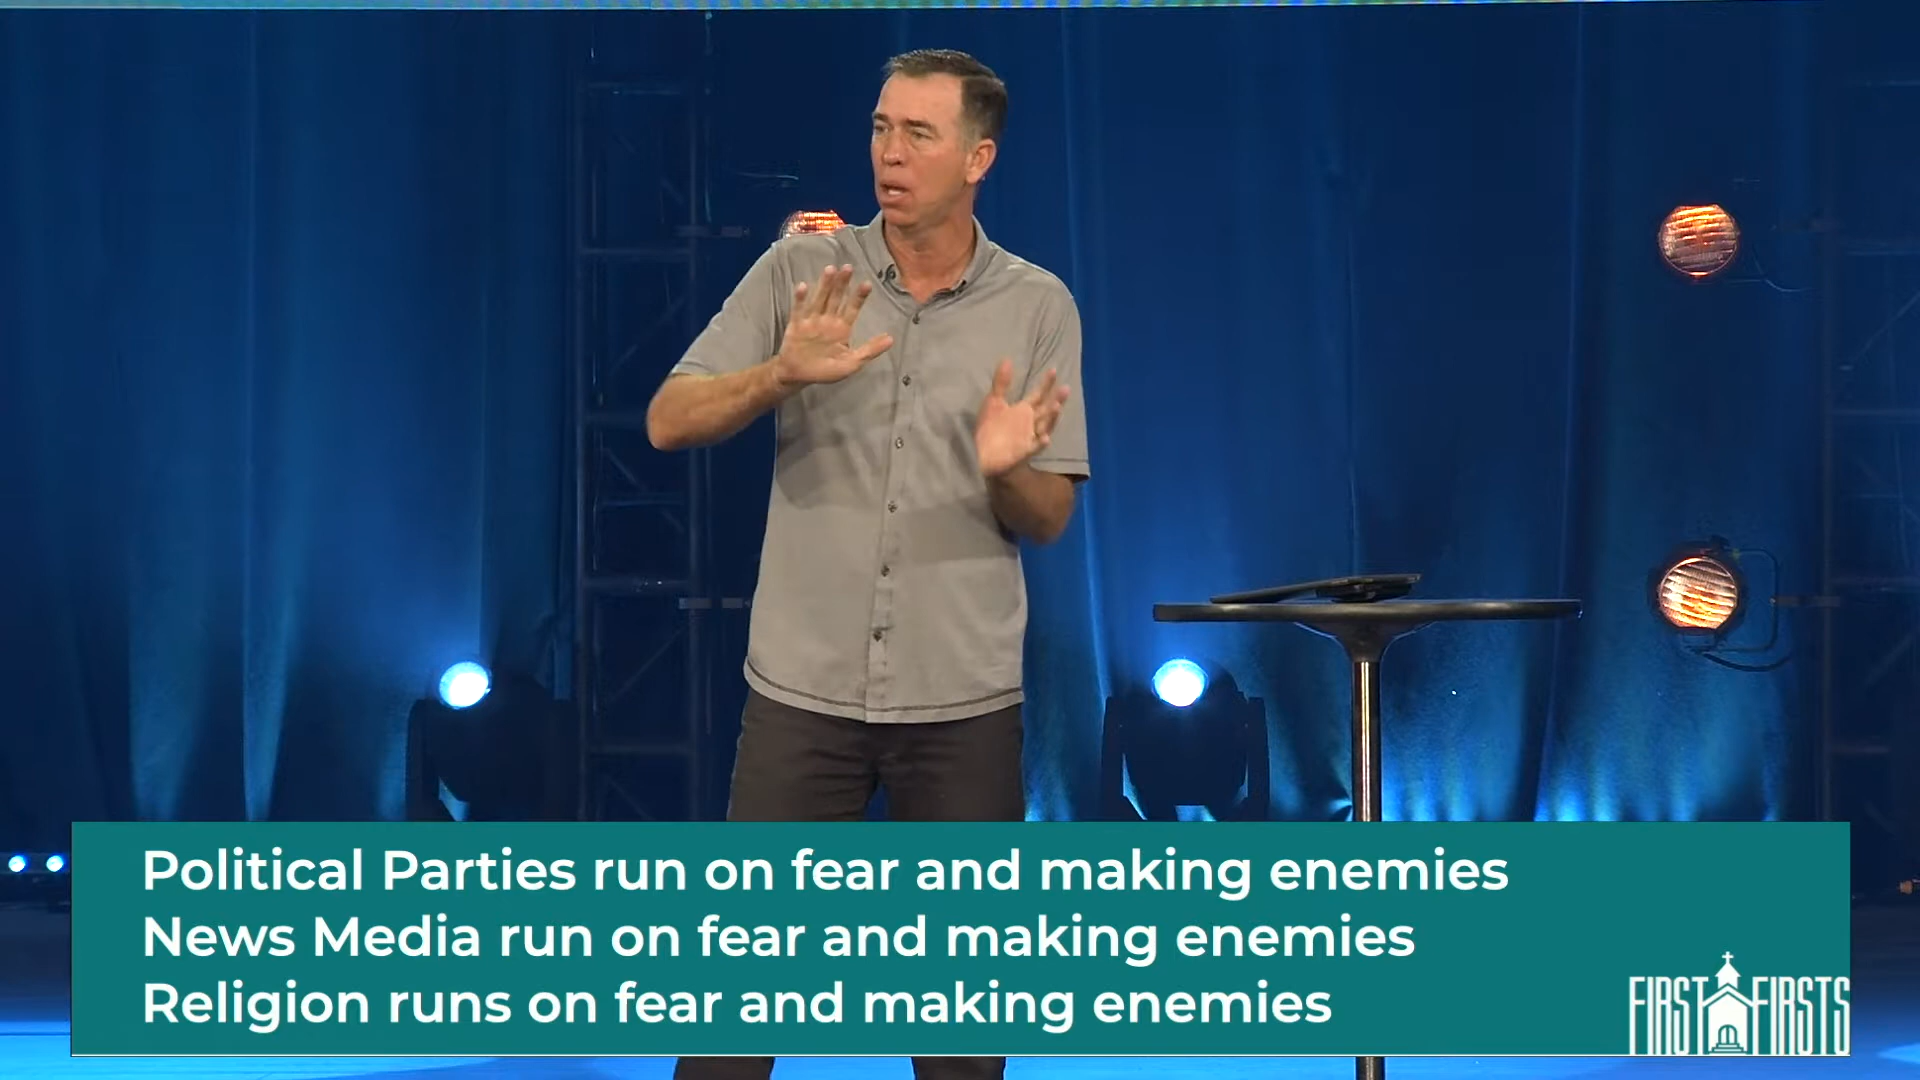 Political Parties run on fear and making enemies
News Media run on fear and making enemies
Religion runs on fear and making enemies
FIRST FIRSTS